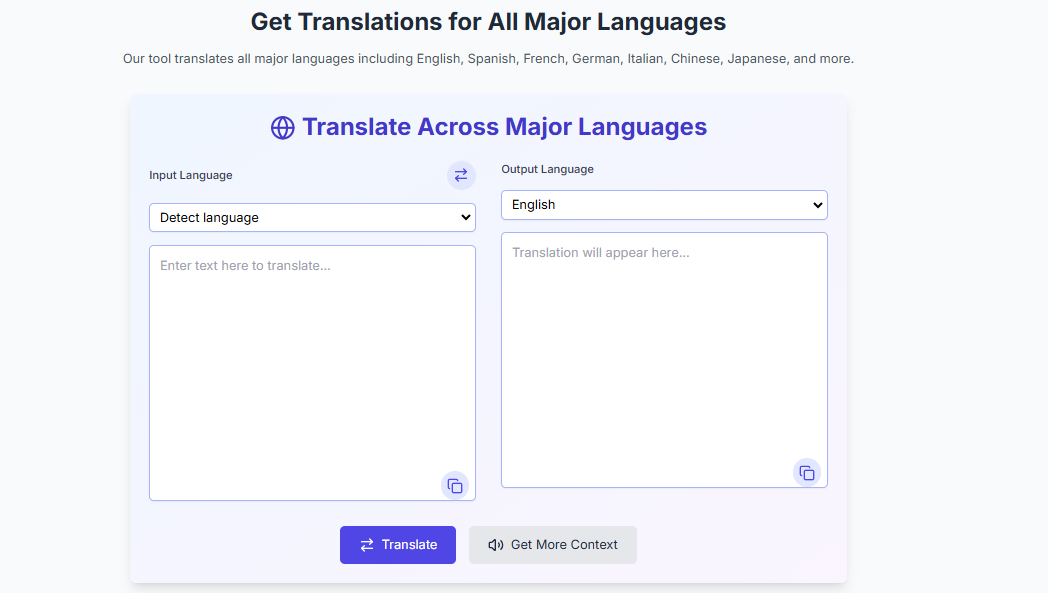 Get Translations for All Major Languages
Our tool translates all major languages including English, Spanish, French, German, Italian, Chinese, Japanese, and more.
Translate Across Major Languages
Input Language
Detect language
Enter text here to translate...
Output Language
English
Translation will appear here...
Translate
Get More Context